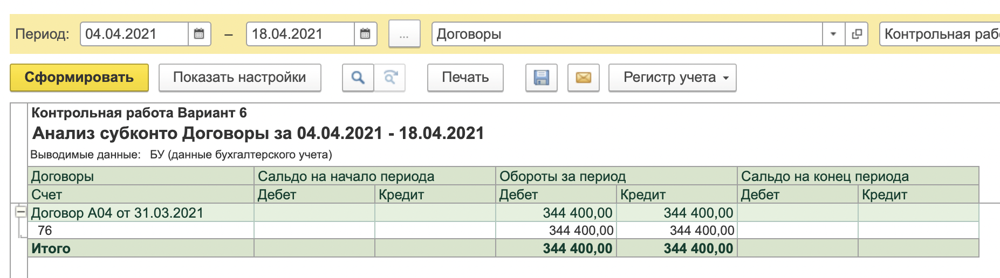 Период: 04.04.2021 – 18.04.2021 ... Договоры Контрольная раб
Сформировать Показать настройки Печать Регистр учета
Контрольная работа Вариант 6
Анализ субконто Договоры за 04.04.2021 - 18.04.2021
Выводимые данные: БУ (данные бухгалтерского учета)
Договоры Сальдо на начало периода Обороты за период Сальдо на конец периода
Счет Дебет Кредит Дебет Кредит Дебет Кредит
Договор А04 от 31.03.2021 344 400,00 344 400,00
76 344 400,00 344 400,00
Итого 344 400,00 344 400,00